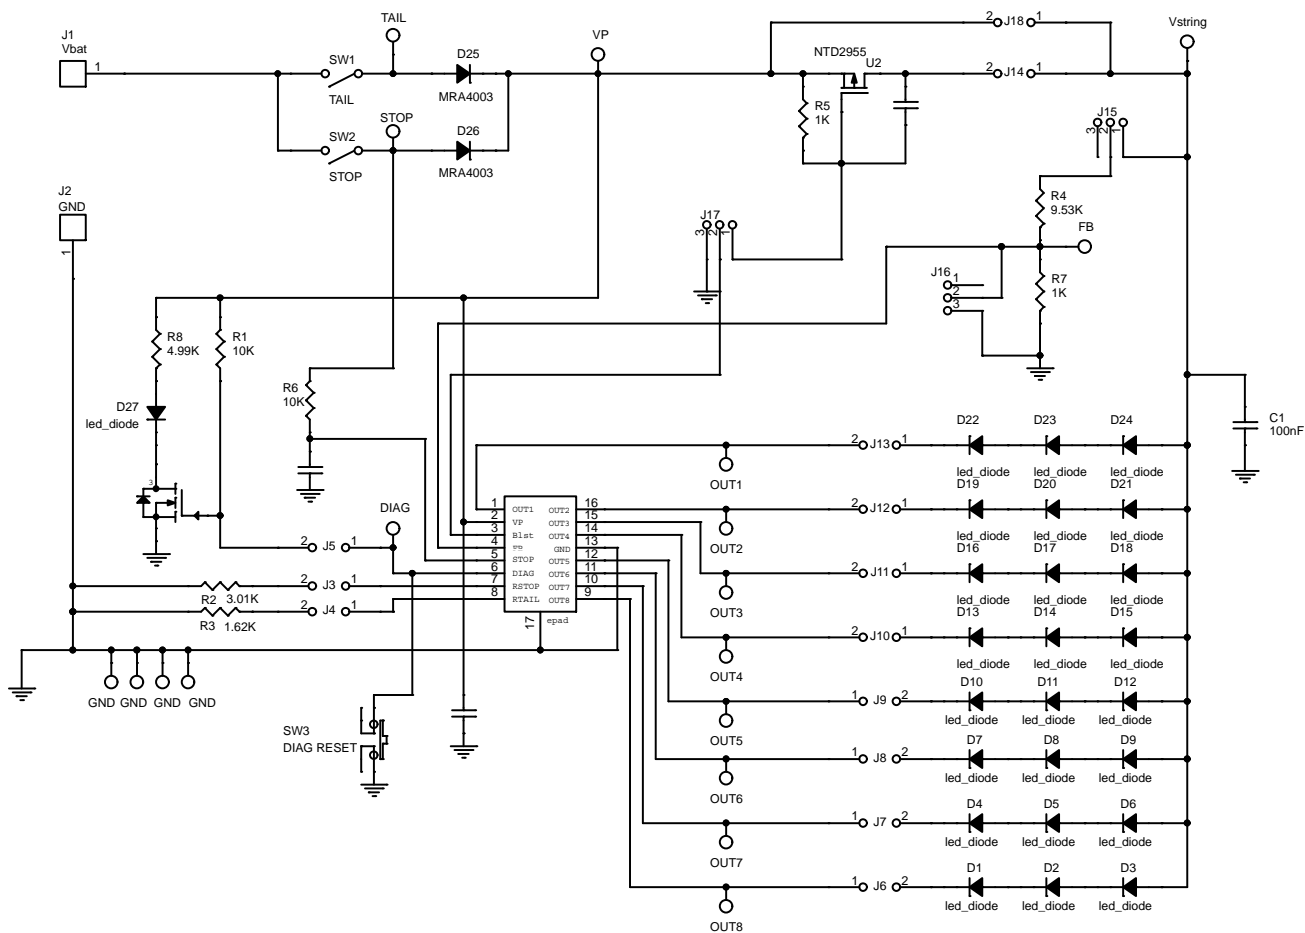 TAIL
J1
Vbat
1
SW1
TAIL
D25
MRA4003
VP
2 J18 1
Vstring
NTD2955
U2
2 J14 1
R5
1K
STOP
SW2
STOP
D26
MRA4003
J15
3 2 1
J2
GND
1
R4
9.53K
FB
J17
3 2 1
J16
1
2
3
R7
1K
R8
4.99K
R1
10K
R6
10K
D27
led_diode
3
C1
100nF
D22 D23 D24
2 J13 1
OUT1
led_diode led_diode led_diode
D19 D20 D21
2 J12 1
OUT2
led_diode led_diode led_diode
D16 D17 D18
2 J11 1
OUT3
led_diode led_diode led_diode
D13 D14 D15
2 J10 1
OUT4
led_diode led_diode led_diode
DIAG
2 J5 1
2 J3 1
R2 3.01K
2 J4 1
R3 1.62K
1 OUT1 OUT2 16
2 VP OUT3 15
3 Blst OUT4 14
4 FB GND 13
5 STOP OUT5 12
6 DIAG OUT6 11
7 RSTOP OUT7 10
8 RTAIL OUT8 9
17 epad
GND GND GND GND
SW3
DIAG RESET
D10 D11 D12
1 J9 2
OUT5
led_diode led_diode led_diode
D7 D8 D9
1 J8 2
OUT6
led_diode led_diode led_diode
D4 D5 D6
1 J7 2
OUT7
led_diode led_diode led_diode
D1 D2 D3
1 J6 2
OUT8
led_diode led_diode led_diode